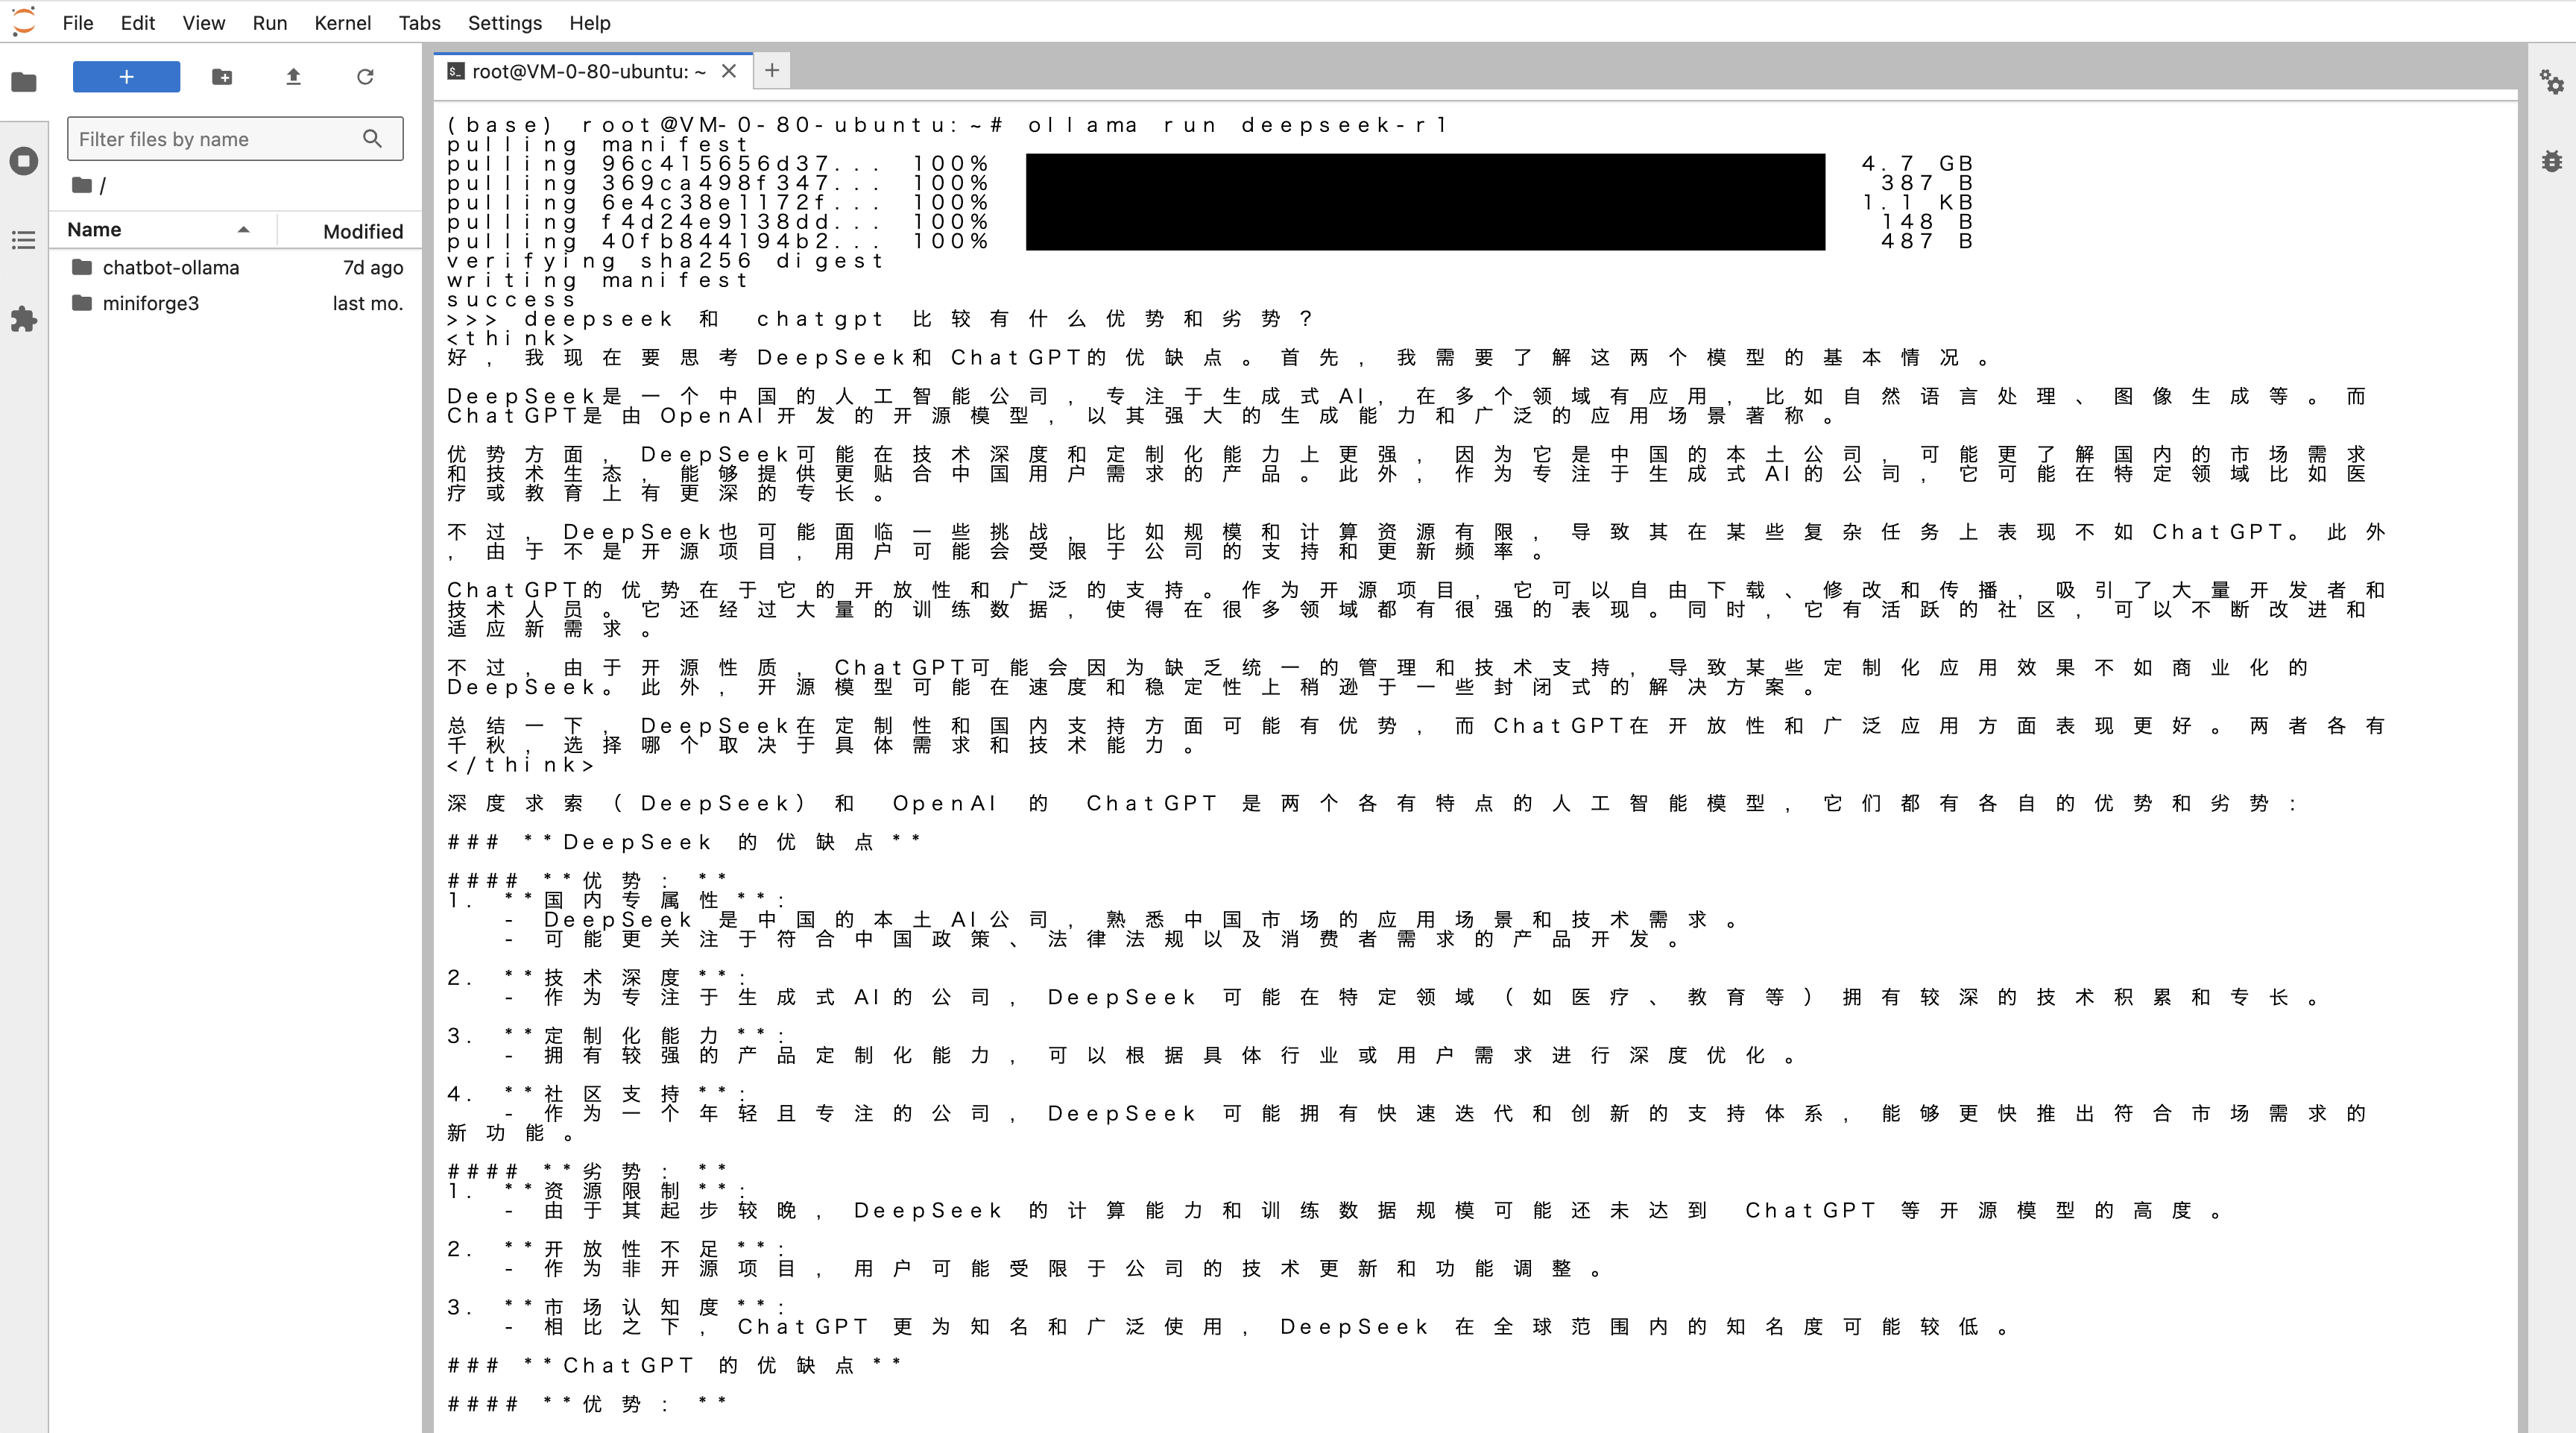 File Edit View Run Kernel Tabs Settings Help
root@VM-0-80-ubuntu: ~
Filter files by name
/
Name Modified
chatbot-ollama 7d ago
miniforge3 last mo.
(base) root@VM-0-80-ubuntu:~# ollama run deepseek-r1
pulling manifest
pulling 96c415656d37... 100% 4.7 GB
pulling 369ca498f347... 100% 387 B
pulling 6e4c38e1172f... 100% 1.1 KB
pulling f4d24e9138dd... 100% 148 B
pulling 40fb844194b2... 100% 487 B
verifying sha256 digest
writing manifest
success
>>> deepseek 和 chatgpt 比较有什么优势和劣势?
<think>
好,我现在要思考DeepSeek和ChatGPT的优缺点。首先,我需要了解这两个模型的基本情况。
DeepSeek是一个中国的人工智能公司,专注于生成式AI,在多个领域有应用,比如自然语言处理、图像生成等。而
ChatGPT是由OpenAI开发的开源模型,以其强大的生成能力和广泛的应用场景著称。
优势方面,DeepSeek可能在技术深度和定制化能力上更强,因为它是中国的本土公司,可能更了解国内的市场需求
和技术生态,能够提供更贴合中国用户需求的产品。此外,作为专注于生成式AI的公司,它可能在特定领域比如医
疗或教育上有更深的专长。
不过,DeepSeek也可能面临一些挑战,比如规模和计算资源有限,导致其在某些复杂任务上表现不如ChatGPT。此外
,由于不是开源项目,用户可能会受限于公司的支持和更新频率。
ChatGPT的优势在于它的开放性和广泛的支持。作为开源项目,它可以自由下载、修改和传播,吸引了大量开发者和
技术人员。它还经过大量的训练数据,使得在很多领域都有很强的表现。同时,它有活跃的社区,可以不断改进和
适应新需求。
不过,由于开源性质,ChatGPT可能会因为缺乏统一的管理和技术支持,导致某些定制化应用效果不如商业化的
DeepSeek。此外,开源模型可能在速度和稳定性上稍逊于一些封闭式的解决方案。
总结一下,DeepSeek在定制性和国内支持方面可能有优势,而ChatGPT在开放性和广泛应用方面表现更好。两者各有
千秋,选择哪个取决于具体需求和技术能力。
</think>
深度求索(DeepSeek)和 OpenAI 的 ChatGPT 是两个各有特点的人工智能模型,它们都有各自的优势和劣势:
### **DeepSeek 的优缺点**
#### **优势:**
1. **国内专属性**:
- DeepSeek 是中国的本土AI公司,熟悉中国市场的应用场景和技术需求。
- 可能更关注于符合中国政策、法律法规以及消费者需求的产品开发。
2. **技术深度**:
- 作为专注于生成式AI的公司,DeepSeek 可能在特定领域(如医疗、教育等)拥有较深的技术积累和专长。
3. **定制化能力**:
- 拥有较强的产品定制化能力,可以根据具体行业或用户需求进行深度优化。
4. **社区支持**:
- 作为一个年轻且专注的公司,DeepSeek 可能拥有快速迭代和创新的支持体系,能够更快推出符合市场需求的
新功能。
#### **劣势:**
1. **资源限制**:
- 由于其起步较晚,DeepSeek 的计算能力和训练数据规模可能还未达到 ChatGPT 等开源模型的高度。
2. **开放性不足**:
- 作为非开源项目,用户可能受限于公司的技术更新和功能调整。
3. **市场认知度**:
- 相比之下,ChatGPT 更为知名和广泛使用,DeepSeek 在全球范围内的知名度可能较低。
### **ChatGPT 的优缺点**
#### **优势:**